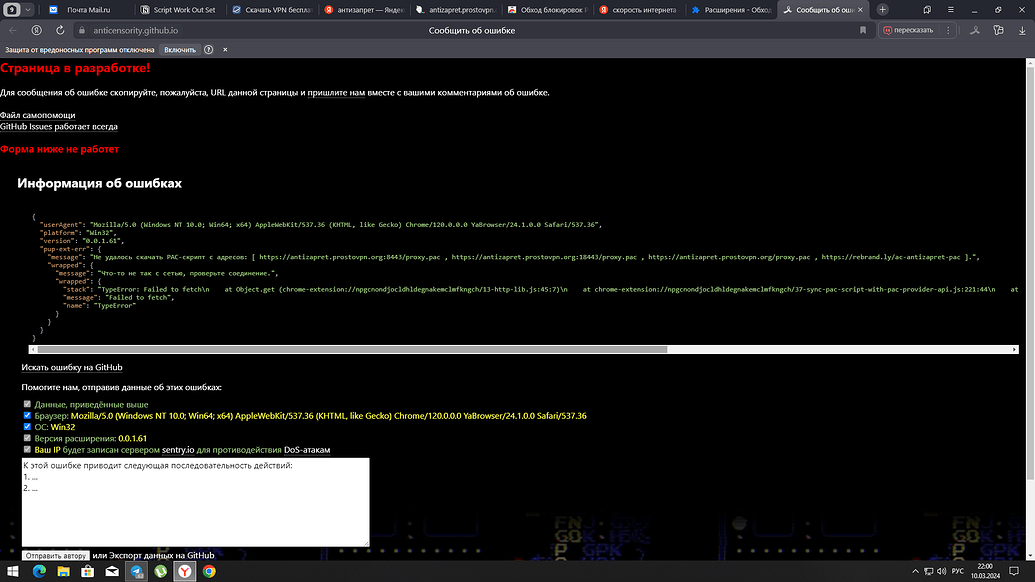 9
Почта Mail.ru
Script Work Out Set
Скачать VPN беспла
антизапрет — Яндек
antizapret.prostovpn.
Обход блокировок Р
скорость интернета
Расширения - Обход
Сообщить об оши
anticensority.github.io
Сообщить об ошибке
пересказать
Защита от вредоносных программ отключена
Включить
Страница в разработке!
Для сообщения об ошибке скопируйте, пожалуйста, URL данной страницы и пришлите нам вместе с вашими комментариями об ошибке.
Файл самопомощи
GitHub Issues работает всегда
Форма ниже не работет
Информация об ошибках
{
"userAgent": "Mozilla/5.0 (Windows NT 10.0; Win64; x64) AppleWebKit/537.36 (KHTML, like Gecko) Chrome/120.0.0.0 YaBrowser/24.1.0.0 Safari/537.36",
"platform": "Win32",
"version": "0.0.1.61",
"pup-ext-err": {
"message": "Не удалось скачать PAC-скрипт с адресов: [ https://antizapret.prostovpn.org:8443/proxy.pac , https://antizapret.prostovpn.org:18443/proxy.pac , https://antizapret.prostovpn.org/proxy.pac , https://rebrand.ly/ac-antizapret-pac ].",
"wrapped": {
"message": "Что-то не так с сетью, проверьте соединение.",
"wrapped": {
"stack": "TypeError: Failed to fetch\n    at Object.get (chrome-extension://npgcnondjocldhldegnakemclmfkngch/13-http-lib.js:45:7)\n    at chrome-extension://npgcnondjocldhldegnakemclmfkngch/37-sync-pac-script-with-pac-provider-api.js:221:44\n    at
"message": "Failed to fetch",
"name": "TypeError"
}
}
}
}
Искать ошибку на GitHub
Помогите нам, отправив данные об этих ошибках:
Данные, приведённые выше
Браузер: Mozilla/5.0 (Windows NT 10.0; Win64; x64) AppleWebKit/537.36 (KHTML, like Gecko) Chrome/120.0.0.0 YaBrowser/24.1.0.0 Safari/537.36
ОС: Win32
Версия расширения: 0.0.1.61
Ваш IP будет записан сервером sentry.io для противодействия DoS-атакам
К этой ошибке приводит следующая последовательность действий:
1. ...
2. ...
Отправить автору или Экспорт данных на GitHub
РУС
22:00
10.03.2024